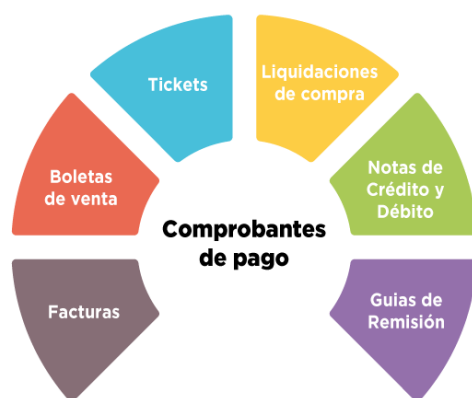 Tickets
Liquidaciones
de compra
Boletas
de venta
Notas de
Crédito y
Débito
Comprobantes
de pago
Facturas
Guias de
Remisión